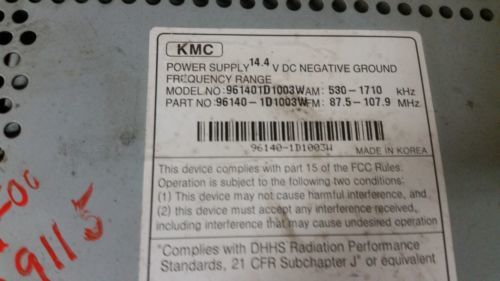 KMC
POWER SUPPLY 14.4 V DC NEGATIVE GROUND
FREQUENCY RANGE
MODEL·NO:961401D1003W AM: 530-1710 kHz
PART NO:96140-1D1003W FM: 87.5-107.9 MHz
96140-1D1003W MADE IN KOREA
This device complies with part 15 of the FCC Rules.
Operation is subject to the following two conditions:
(1) This device may not cause harmful interference, and
(2) this device must accept any interference received,
including interference that may cause undesired operation
"Complies with DHHS Radiation Performance
Standards, 21 CFR Subchapter J" or equivalent
9115